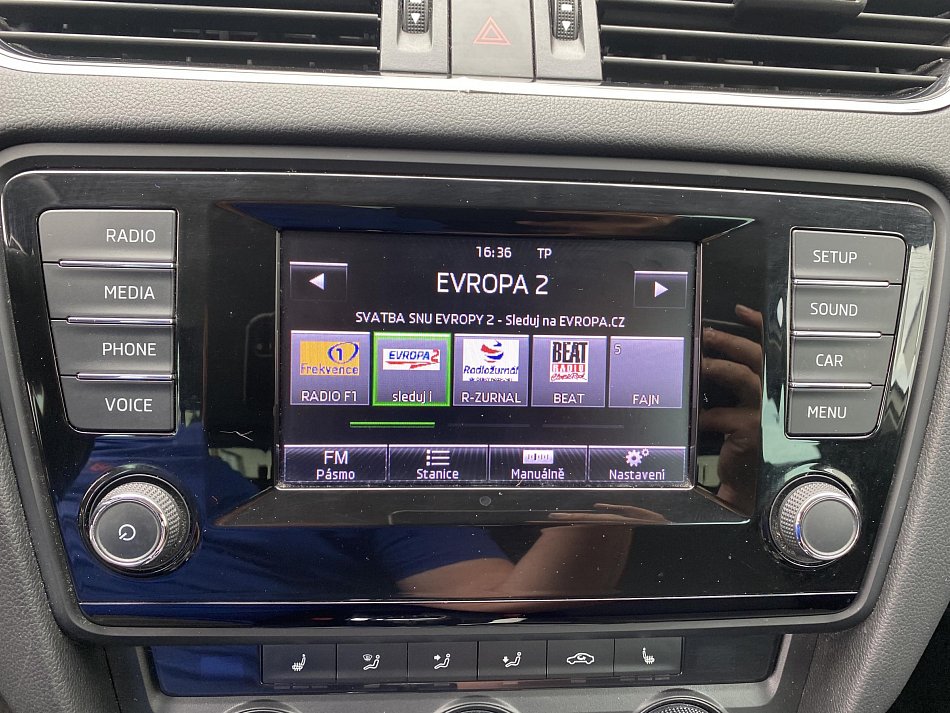 RADIO
MEDIA
PHONE
VOICE
16:36 TP
EVROPA 2
SVATBA SNU EVROPY 2 - Sleduj na EVROPA.CZ
1
Frekvence
RADIO F1
EVROPA 2
sleduj i
Radiožurnál
R-ZURNAL
BEAT
RADIO
BEAT
5
FAJN
FM
Pásmo
Stanice
Manuálně
Nastavení
SETUP
SOUND
CAR
MENU